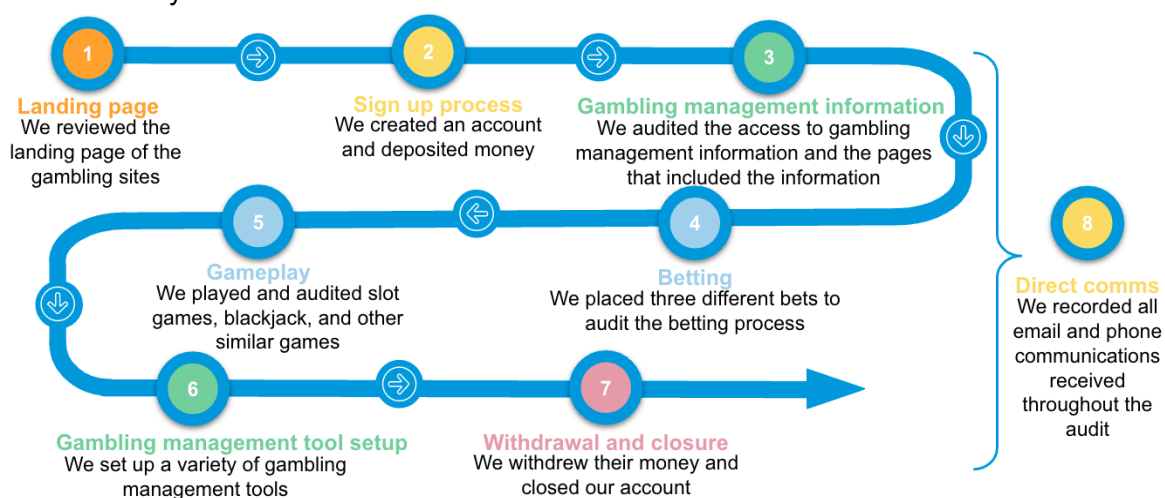 1
Landing page
We reviewed the
landing page of the
gambling sites
2
Sign up process
We created an account
and deposited money
3
Gambling management information
We audited the access to gambling
management information and the pages
that included the information
4
Betting
We placed three different bets to
audit the betting process
5
Gameplay
We played and audited slot
games, blackjack, and other
similar games
6
Gambling management tool setup
We set up a variety of gambling
management tools
7
Withdrawal and closure
We withdrew their money and
closed our account
8
Direct comms
We recorded all
email and phone
communications
received
throughout the
audit